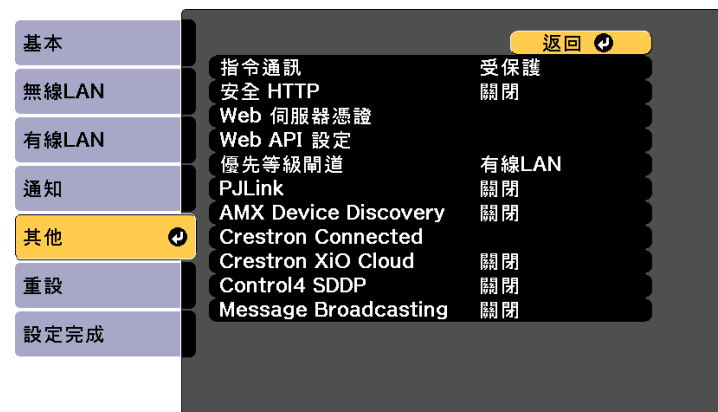 基本
無線LAN
有線LAN
通知
其他
重設
設定完成
返回
指令通訊 受保護
安全 HTTP 關閉
Web 伺服器憑證
Web API 設定
優先等級閘道 有線LAN
PJLink 關閉
AMX Device Discovery 關閉
Crestron Connected
Crestron XiO Cloud 關閉
Control4 SDDP 關閉
Message Broadcasting 關閉